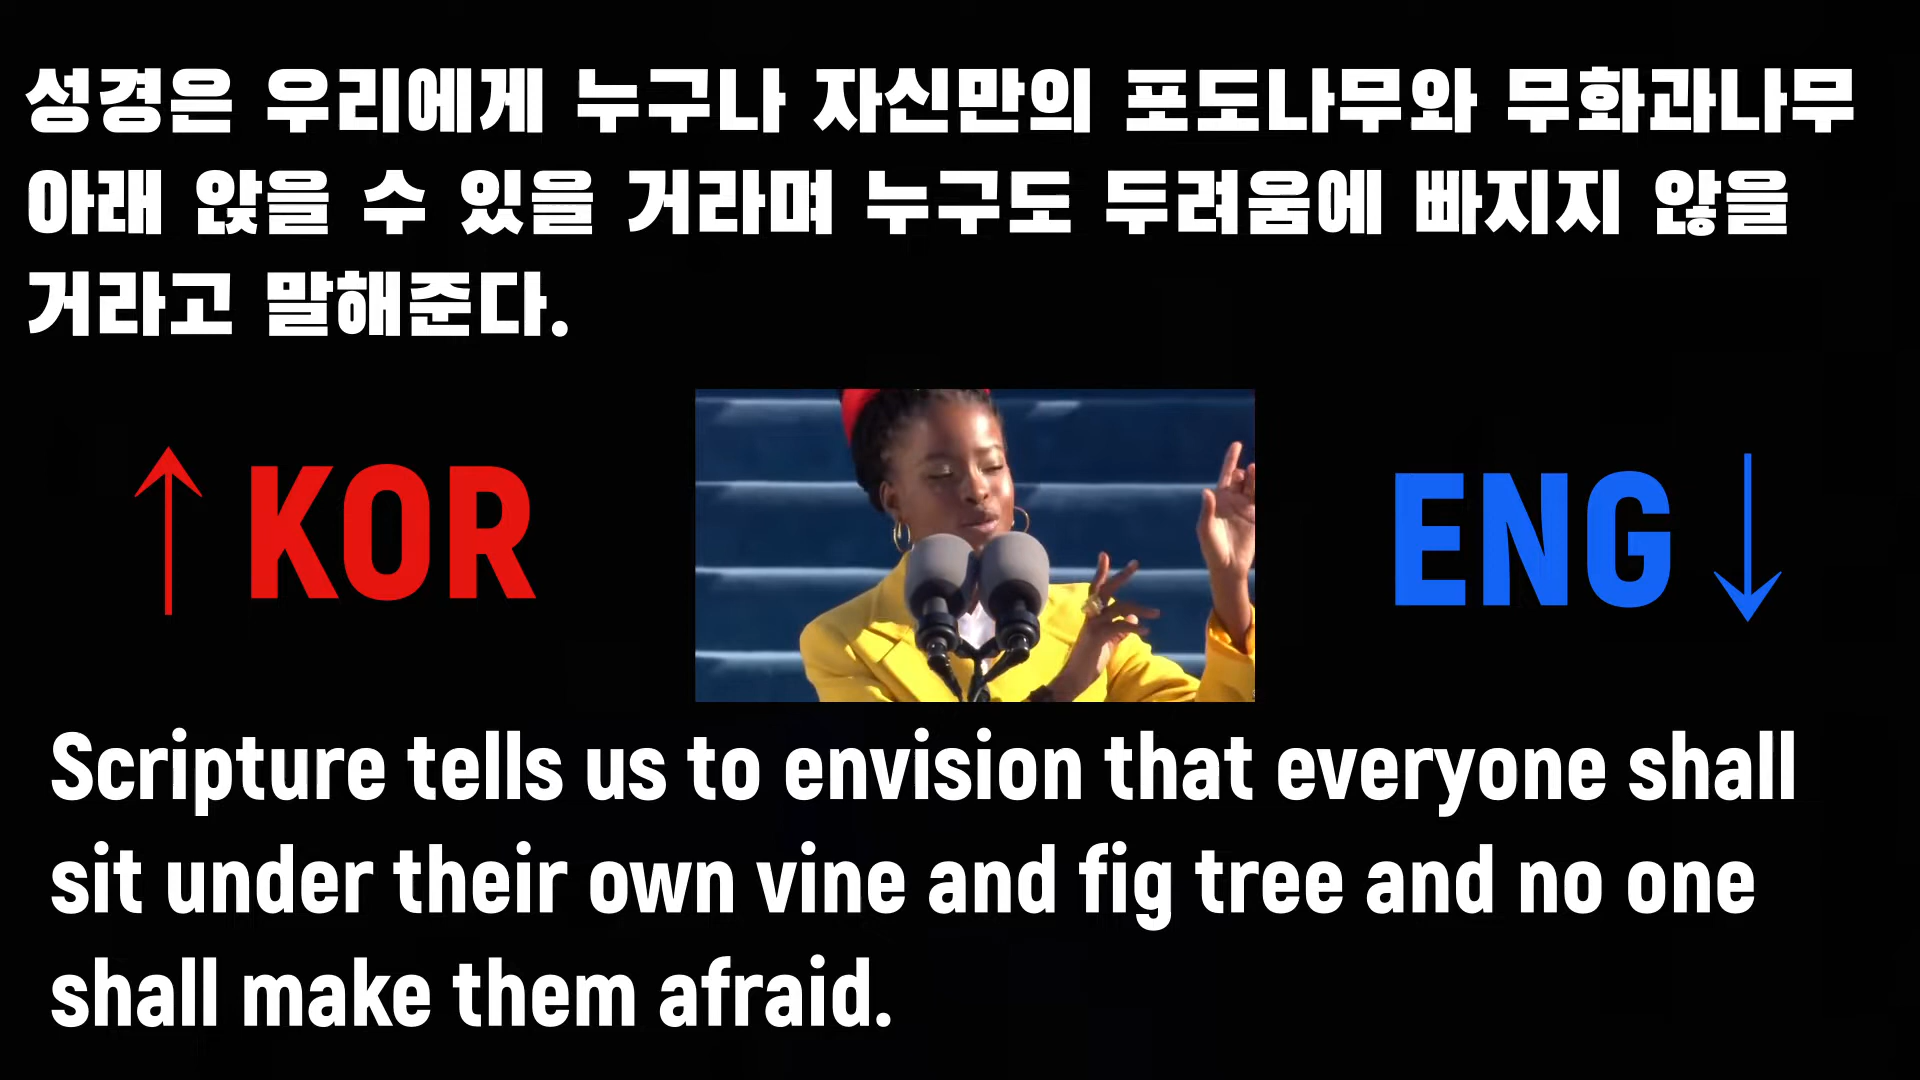 성경은 우리에게 누구나 자신만의 포도나무와 무화과나무
아래 앉을 수 있을 거라며 누구도 두려움에 빠지지 않을
거라고 말해준다.
↑ KOR
ENG ↓
Scripture tells us to envision that everyone shall
sit under their own vine and fig tree and no one
shall make them afraid.